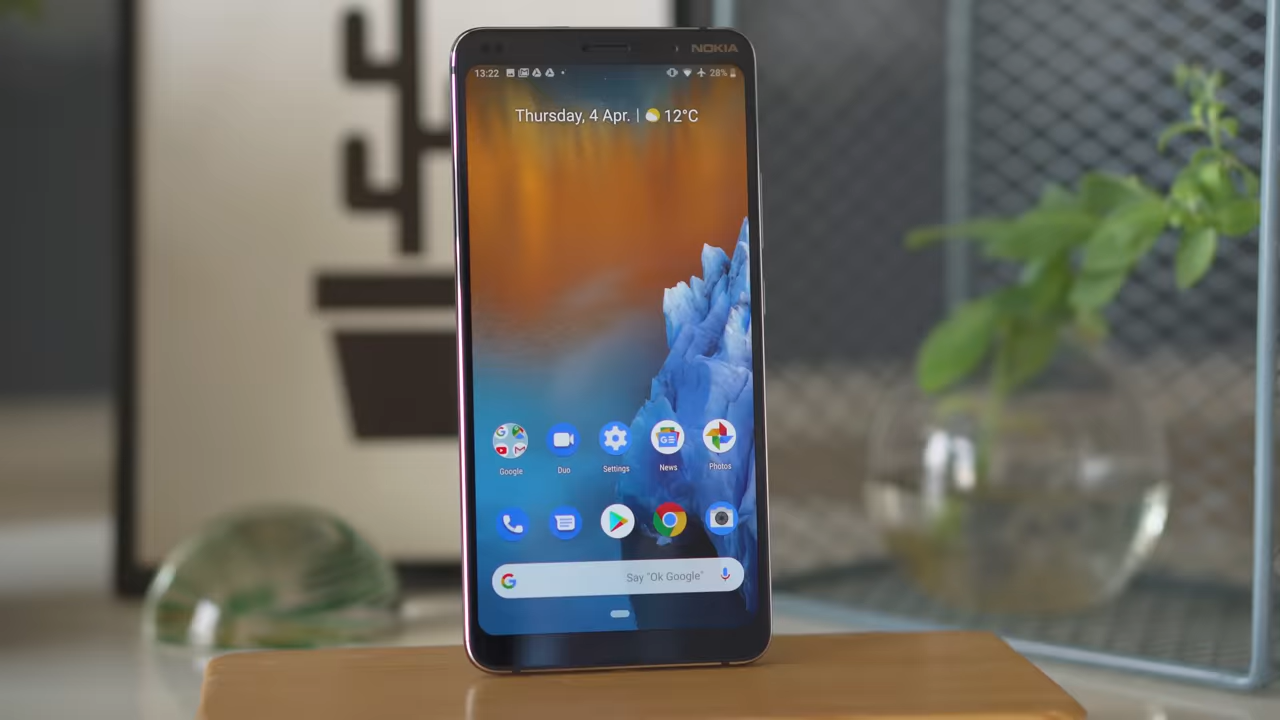 NOKIA
13:22 28%
Thursday, 4 Apr. | 12°C
Google Duo Settings News Photos
G Say "Ok Google"